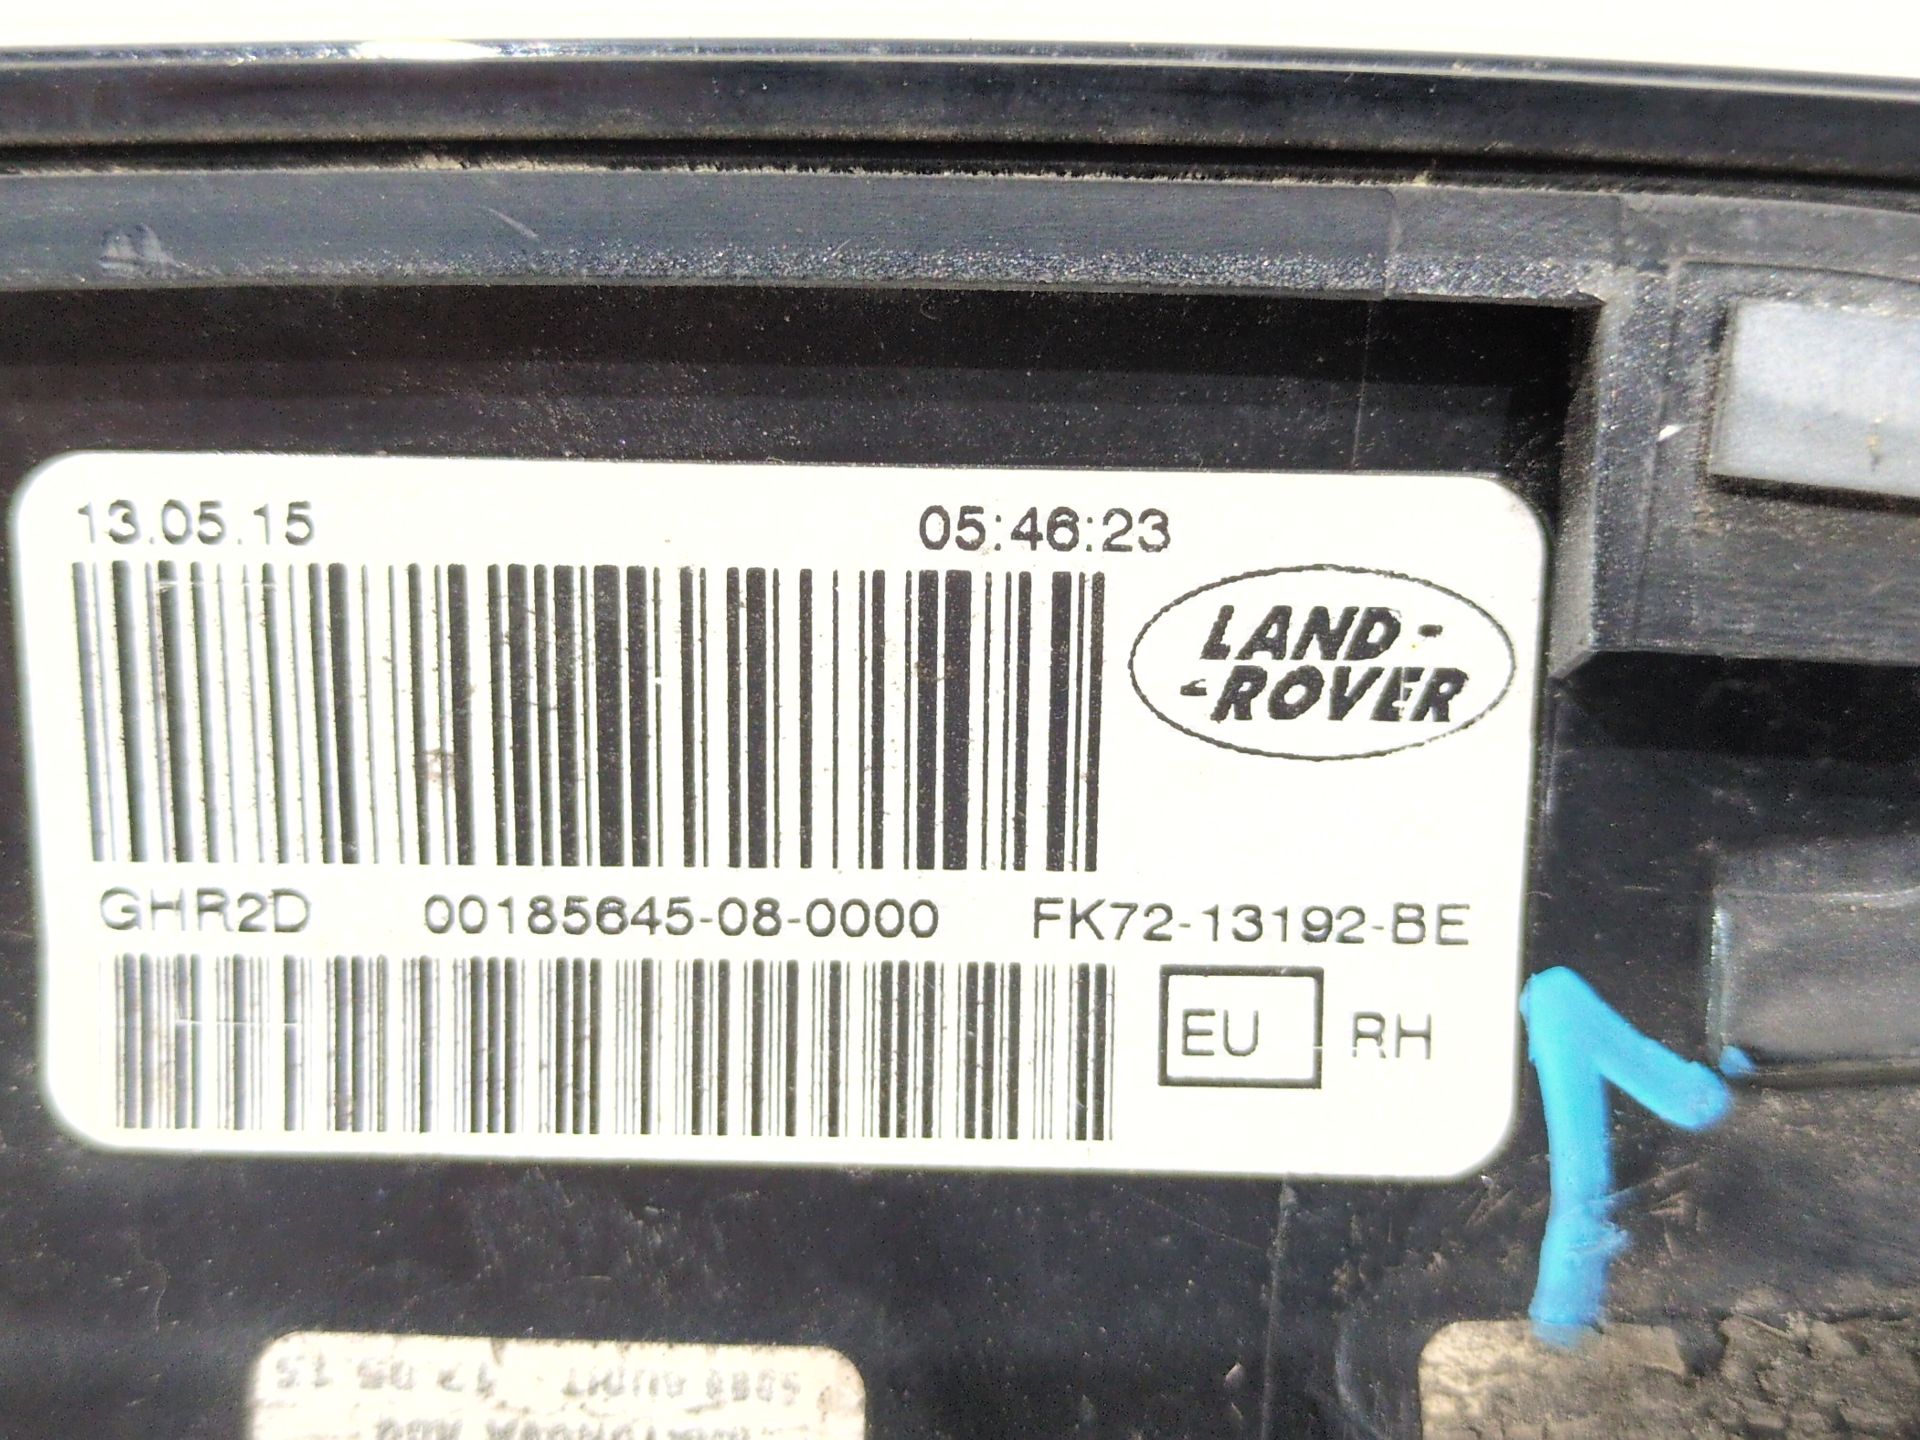 13.05.15 05:46:23
LAND-
-ROVER
GHR2D 00185645-08-0000 FK72-13192-BE
EU RH